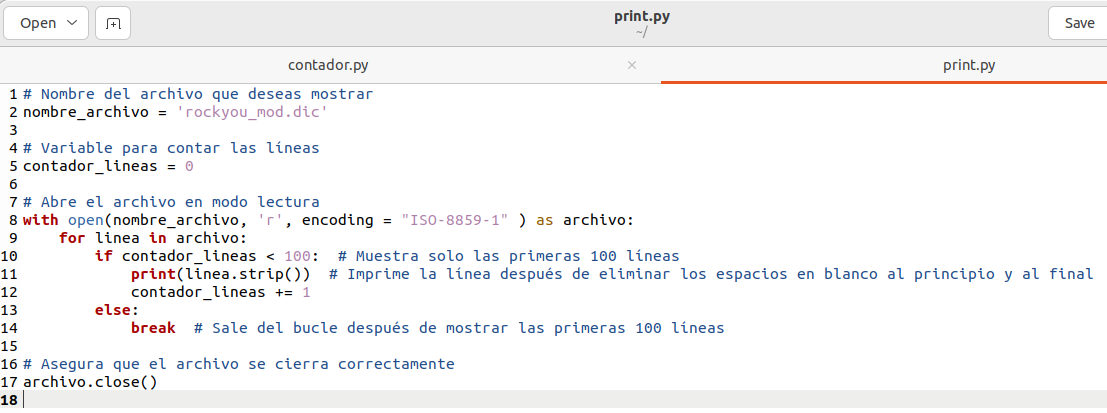 Open
print.py
~/
Save
contador.py ×
print.py
1 # Nombre del archivo que deseas mostrar
2 nombre_archivo = 'rockyou_mod.dic'
3
4 # Variable para contar las líneas
5 contador_lineas = 0
6
7 # Abre el archivo en modo lectura
8 with open(nombre_archivo, 'r', encoding = "ISO-8859-1" ) as archivo:
9     for linea in archivo:
10         if contador_lineas < 100:  # Muestra solo las primeras 100 líneas
11             print(linea.strip())  # Imprime la línea después de eliminar los espacios en blanco al principio y al final
12             contador_lineas += 1
13         else:
14             break  # Sale del bucle después de mostrar las primeras 100 líneas
15
16 # Asegura que el archivo se cierra correctamente
17 archivo.close()
18